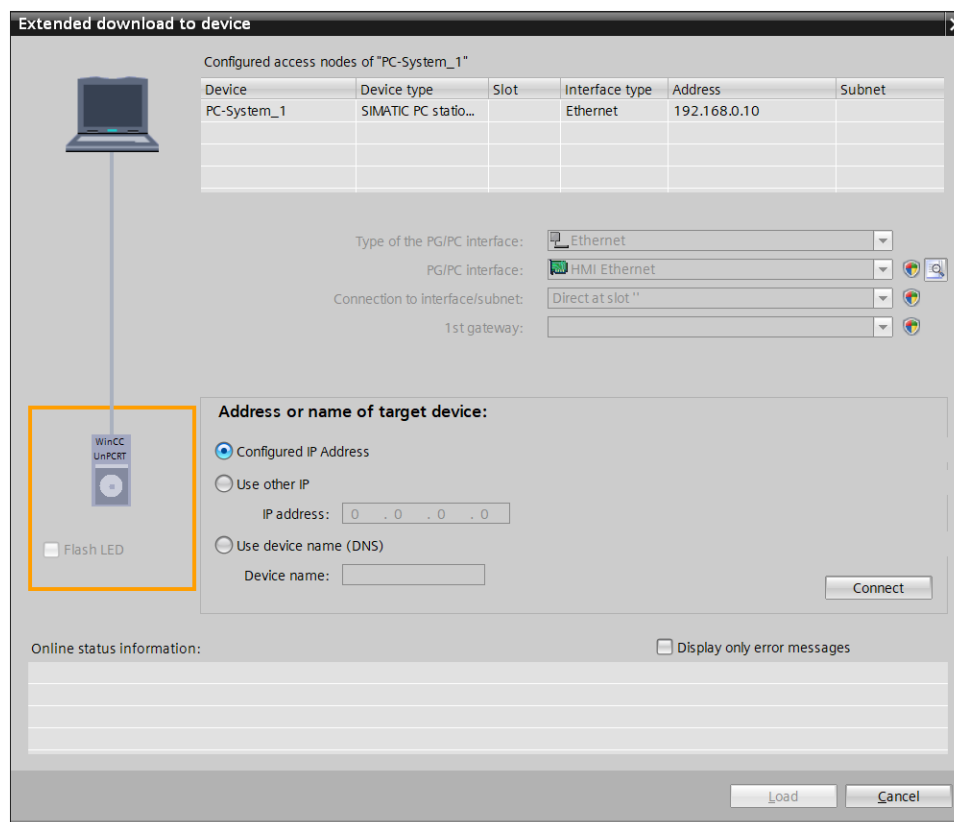 Extended download to device
Configured access nodes of "PC-System_1"
Device Device type Slot Interface type Address Subnet
PC-System_1 SIMATIC PC statio... Ethernet 192.168.0.10
Type of the PG/PC interface: Ethernet
PG/PC interface: HMI Ethernet
Connection to interface/subnet: Direct at slot ''
1st gateway:
Address or name of target device:
WinCC
UnPCRT
Configured IP Address
Use other IP
IP address: 0 . 0 . 0 . 0
Flash LED
Use device name (DNS)
Device name:
Connect
Online status information:
Display only error messages
Load Cancel